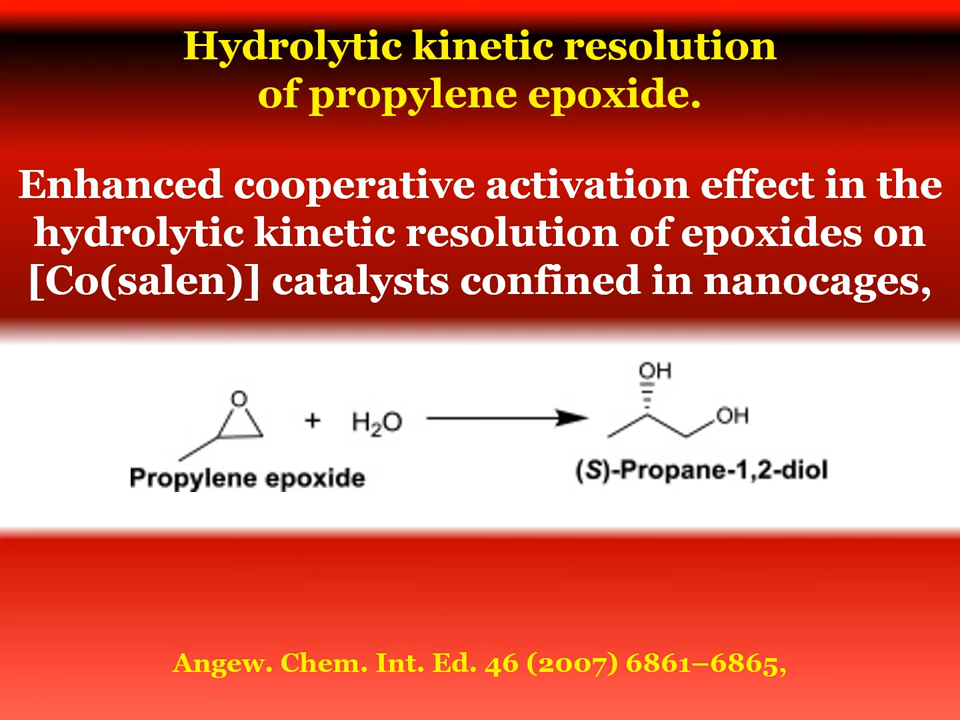 Hydrolytic kinetic resolution
of propylene epoxide.
Enhanced cooperative activation effect in the
hydrolytic kinetic resolution of epoxides on
[Co(salen)] catalysts confined in nanocages,
O
+ H₂O
OH
OH
Propylene epoxide
(S)-Propane-1,2-diol
Angew. Chem. Int. Ed. 46 (2007) 6861–6865,